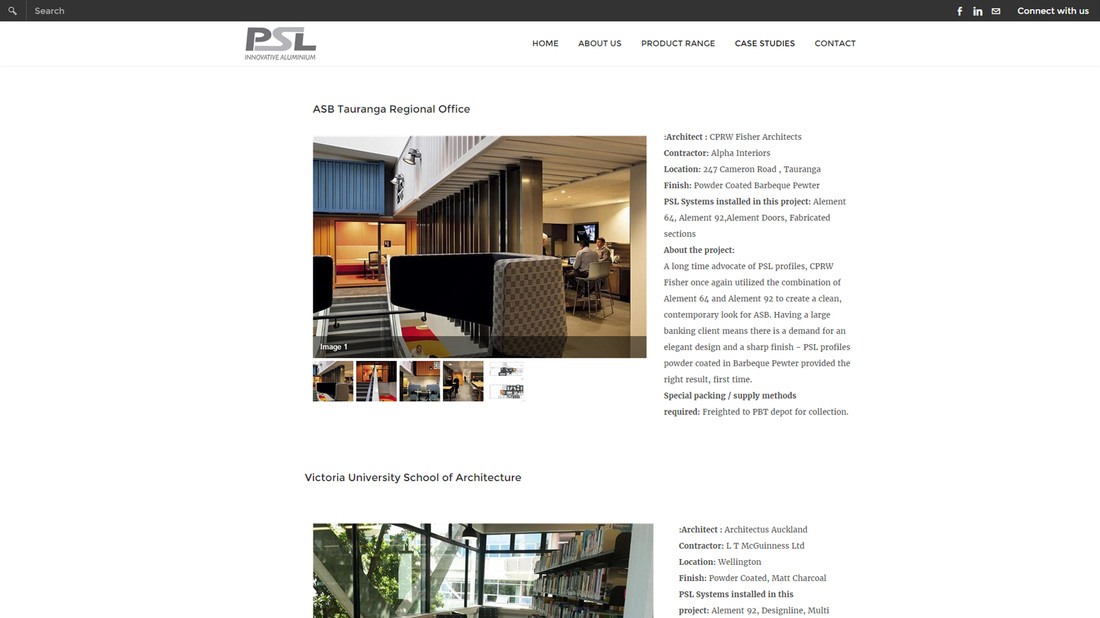 Search
Connect with us
PSL
INNOVATIVE ALUMINIUM
HOME
ABOUT US
PRODUCT RANGE
CASE STUDIES
CONTACT
ASB Tauranga Regional Office
Image 1
:Architect : CPRW Fisher Architects
Contractor: Alpha Interiors
Location: 247 Cameron Road , Tauranga
Finish: Powder Coated Barbeque Pewter
PSL Systems installed in this project: Alement
64, Alement 92,Alement Doors, Fabricated
sections
About the project:
A long time advocate of PSL profiles, CPRW
Fisher once again utilized the combination of
Alement 64 and Alement 92 to create a clean,
contemporary look for ASB. Having a large
banking client means there is a demand for an
elegant design and a sharp finish - PSL profiles
powder coated in Barbeque Pewter provided the
right result, first time.
Special packing / supply methods
required: Freighted to PBT depot for collection.
Victoria University School of Architecture
:Architect : Architectus Auckland
Contractor: L T McGuinness Ltd
Location: Wellington
Finish: Powder Coated, Matt Charcoal
PSL Systems installed in this
project: Alement 92, Designline, Multi